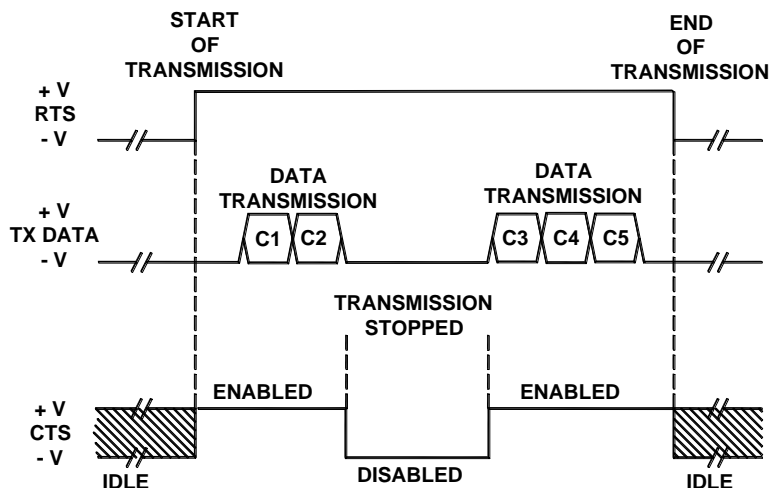 START
OF
TRANSMISSION
END
OF
TRANSMISSION
+ V
RTS
- V
DATA
TRANSMISSION
DATA
TRANSMISSION
+ V
TX DATA
- V
C1
C2
C3
C4
C5
TRANSMISSION
STOPPED
ENABLED
ENABLED
+ V
CTS
- V
IDLE
DISABLED
IDLE